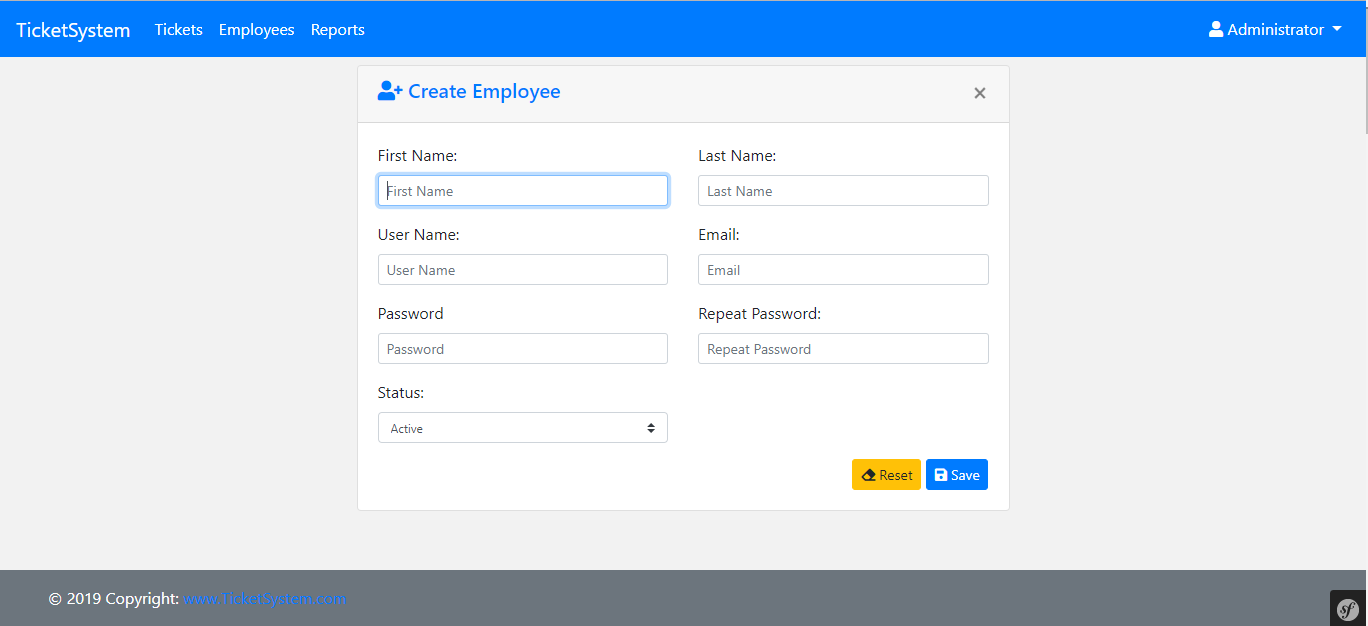 TicketSystem Tickets Employees Reports Administrator
Create Employee ×
First Name: Last Name:
First Name Last Name
User Name: Email:
User Name Email
Password Repeat Password:
Password Repeat Password
Status:
Active
Reset Save
© 2019 Copyright: www.TicketSystem.com
sf